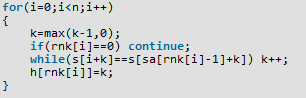 for(i=0;i<n;i++)
{
    k=max(k-1,0);
    if(rnk[i]==0) continue;
    while(s[i+k]==s[sa[rnk[i]-1]+k]) k++;
    h[rnk[i]]=k;
}